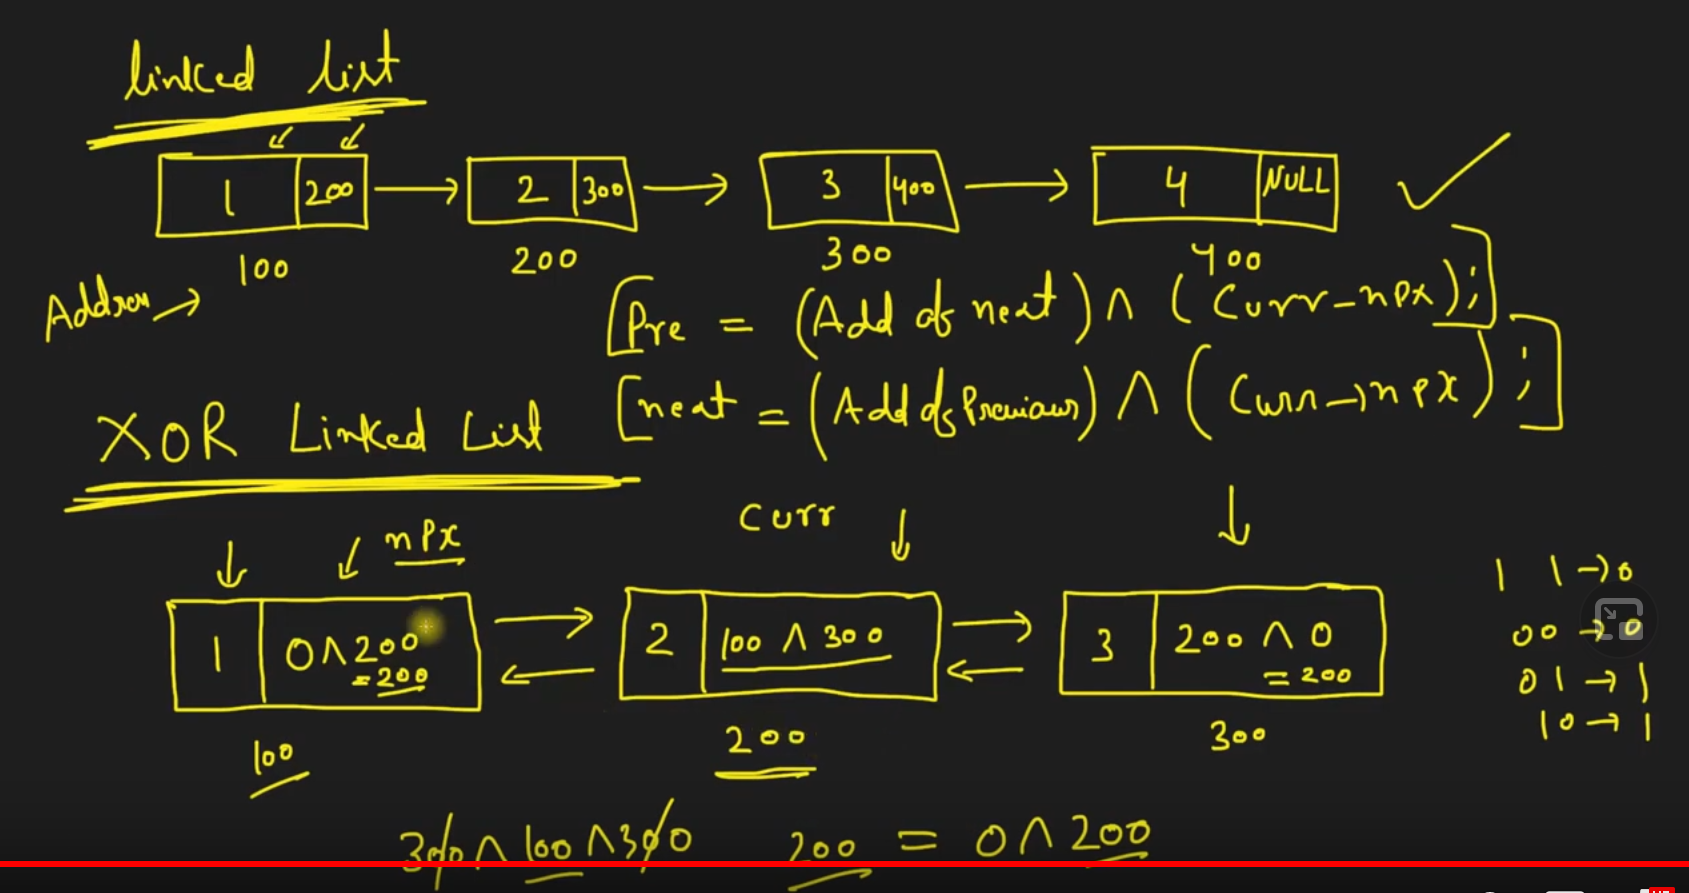 linked list
1 200 → 2 300 → 3 400 → 4 NULL
100 200 300 400
Address →
[Pre = (Add of next) ∧ (Curr→npx);]
[next = (Add of Previous) ∧ (Curr→npx);]
XOR Linked List
nPx
Curr
1 0∧200 = 200
2 100 ∧ 300
3 200 ∧ 0 = 200
100 200 300
1 1 → 0
0 0 → 0
0 1 → 1
1 0 → 1
300 ∧ 100 ∧ 300 200 = 0 ∧ 200